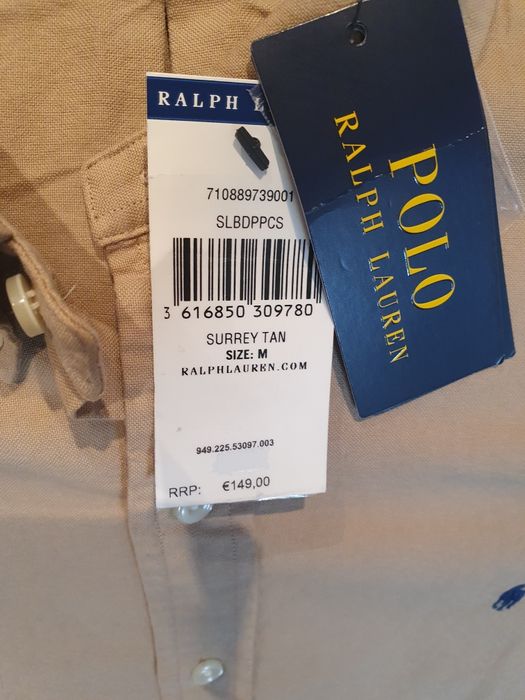 RALPH
710889739001
SLBDPPCS
3 616850 309780
SURREY TAN
SIZE: M
RALPHLAUREN.COM
949.225.53097.003
RRP: €149,00
POLO
RALPH LAUREN